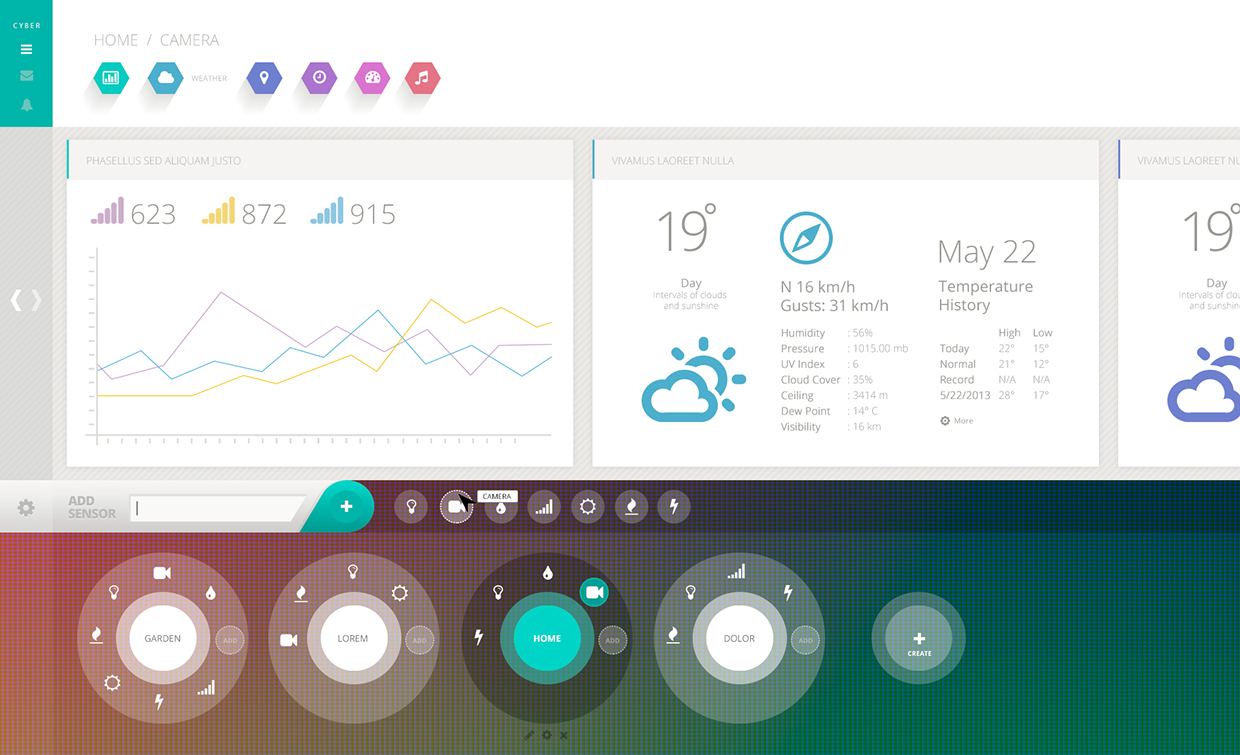 CYBER
HOME / CAMERA
WEATHER
PHASELLUS SED ALIQUAM JUSTO
623
872
915
VIVAMUS LAOREET NULLA
19°
Day
Intervals of clouds
and sunshine
N 16 km/h
Gusts: 31 km/h
Humidity : 56%
Pressure : 1015.00 mb
UV Index : 6
Cloud Cover : 35%
Ceiling : 3414 m
Dew Point : 14° C
Visibility : 16 km
May 22
Temperature
History
High Low
Today 22° 15°
Normal 21° 12°
Record N/A N/A
5/22/2013 28° 17°
More
VIVAMUS LAOREET NU
19°
Day
Intervals of clou
and sunshine
ADD
SENSOR
CAMERA
GARDEN
ADD
LOREM
ADD
HOME
ADD
DOLOR
ADD
CREATE